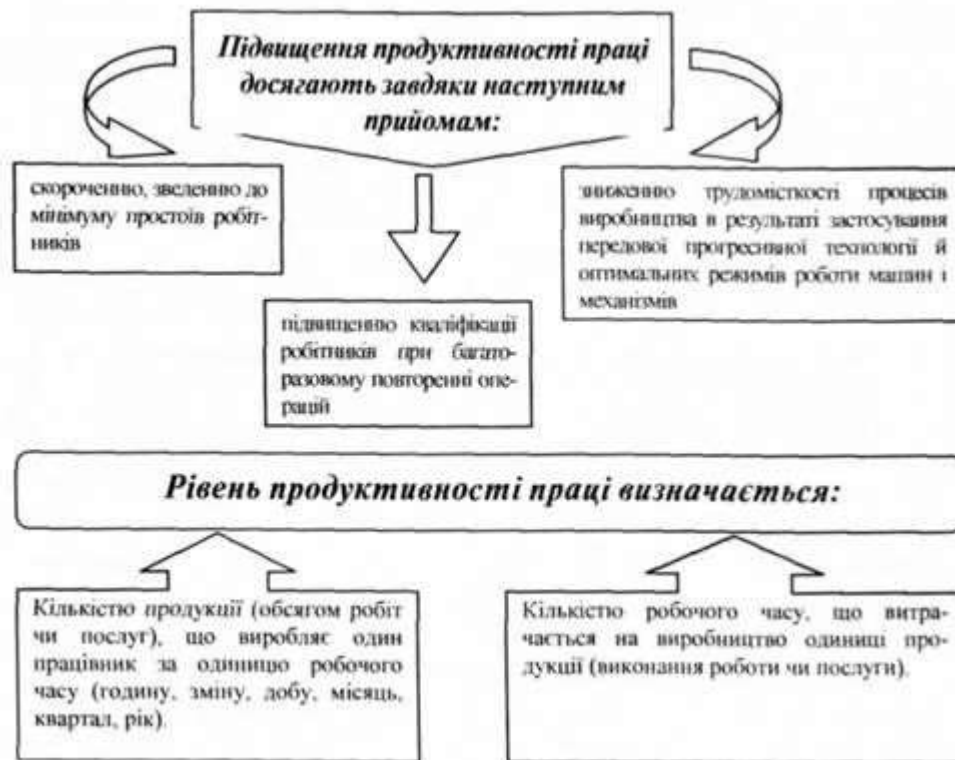 Підвищення продуктивності праці
досягають завдяки наступним
прийомам:
скороченню, зведенню до
мінімуму простоїв робіт-
ників
зниженню трудомісткості процесів
виробництва в результаті застосування
передової прогресивної технології й
оптимальних режимів роботи машин і
механізмів
підвищенню кваліфікації
робітників при багато-
разовому повторенні опе-
рацій
Рівень продуктивності праці визначається:
Кількістю продукції (обсягом робіт
чи послуг), що виробляє один
працівник за одиницю робочого
часу (годину, зміну, добу, місяць,
квартал, рік).
Кількістю робочого часу, що витра-
чається на виробництво одиниці про-
дукції (виконання роботи чи послуги).